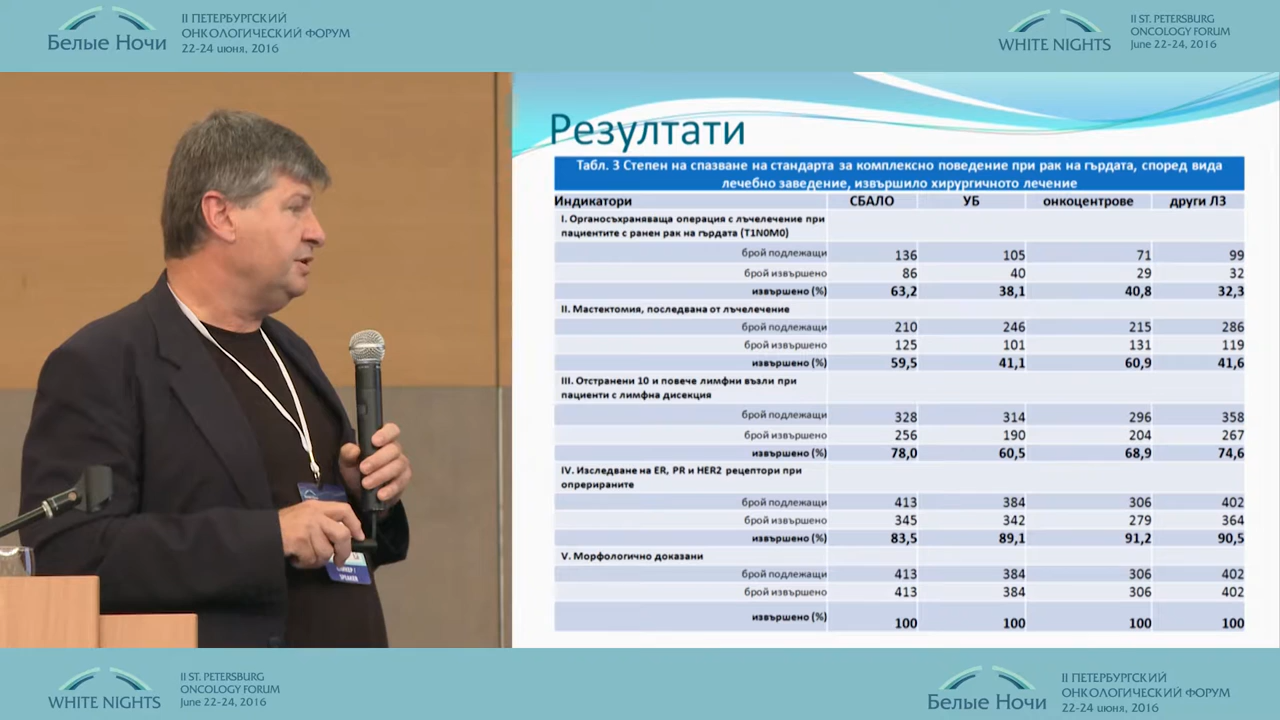 II ПЕТЕРБУРГСКИЙ
ОНКОЛОГИЧЕСКИЙ ФОРУМ
22-24 июня, 2016
Белые Ночи
II ST. PETERSBURG
ONCOLOGY FORUM
June 22-24, 2016
WHITE NIGHTS
Резултати
Табл. 3 Степен на спазване на стандарта за комплексно поведение при рак на гърдата, според вида
лечебно заведение, извършило хирургичното лечение
Индикатори СБАЛО УБ онкоцентрове други ЛЗ
I. Органосъхраняваща операция с лъчелечение при
пациентите с ранен рак на гърдата (T1N0M0)
брой подлежащи 136 105 71 99
брой извършено 86 40 29 32
извършено (%) 63,2 38,1 40,8 32,3
II. Мастектомия, последвана от лъчелечение
брой подлежащи 210 246 215 286
брой извършено 125 101 131 119
извършено (%) 59,5 41,1 60,9 41,6
III. Отстранени 10 и повече лимфни възли при
пациенти с лимфна дисекция
брой подлежащи 328 314 296 358
брой извършено 256 190 204 267
извършено (%) 78,0 60,5 68,9 74,6
IV. Изследване на ER, PR и HER2 рецептори при
опрерираните
брой подлежащи 413 384 306 402
брой извършено 345 342 279 364
извършено (%) 83,5 89,1 91,2 90,5
V. Морфологично доказани
брой подлежащи 413 384 306 402
брой извършено 413 384 306 402
извършено (%) 100 100 100 100
SPEAKER
WHITE NIGHTS
II ST. PETERSBURG
ONCOLOGY FORUM
June 22-24, 2016
Белые Ночи
II ПЕТЕРБУРГСКИЙ
ОНКОЛОГИЧЕСКИЙ ФОРУМ
22-24 июня, 2016